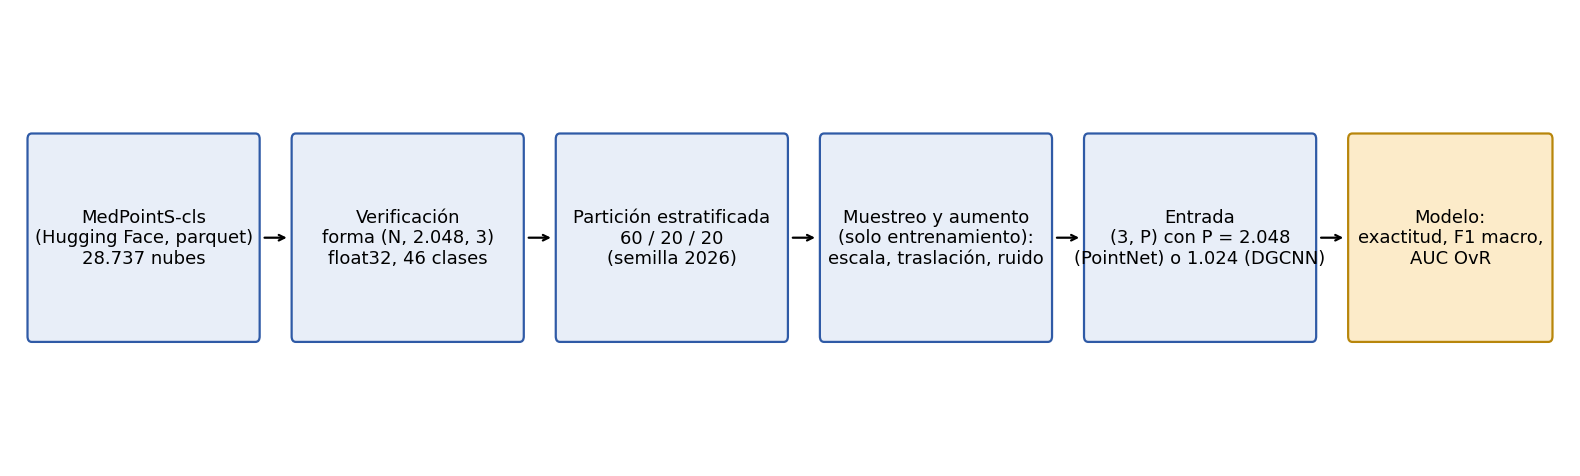 MedPointS-cls
(Hugging Face, parquet)
28.737 nubes
Verificación
forma (N, 2.048, 3)
float32, 46 clases
Partición estratificada
60 / 20 / 20
(semilla 2026)
Muestreo y aumento
(solo entrenamiento):
escala, traslación, ruido
Entrada
(3, P) con P = 2.048
(PointNet) o 1.024 (DGCNN)
Modelo:
exactitud, F1 macro,
AUC OvR